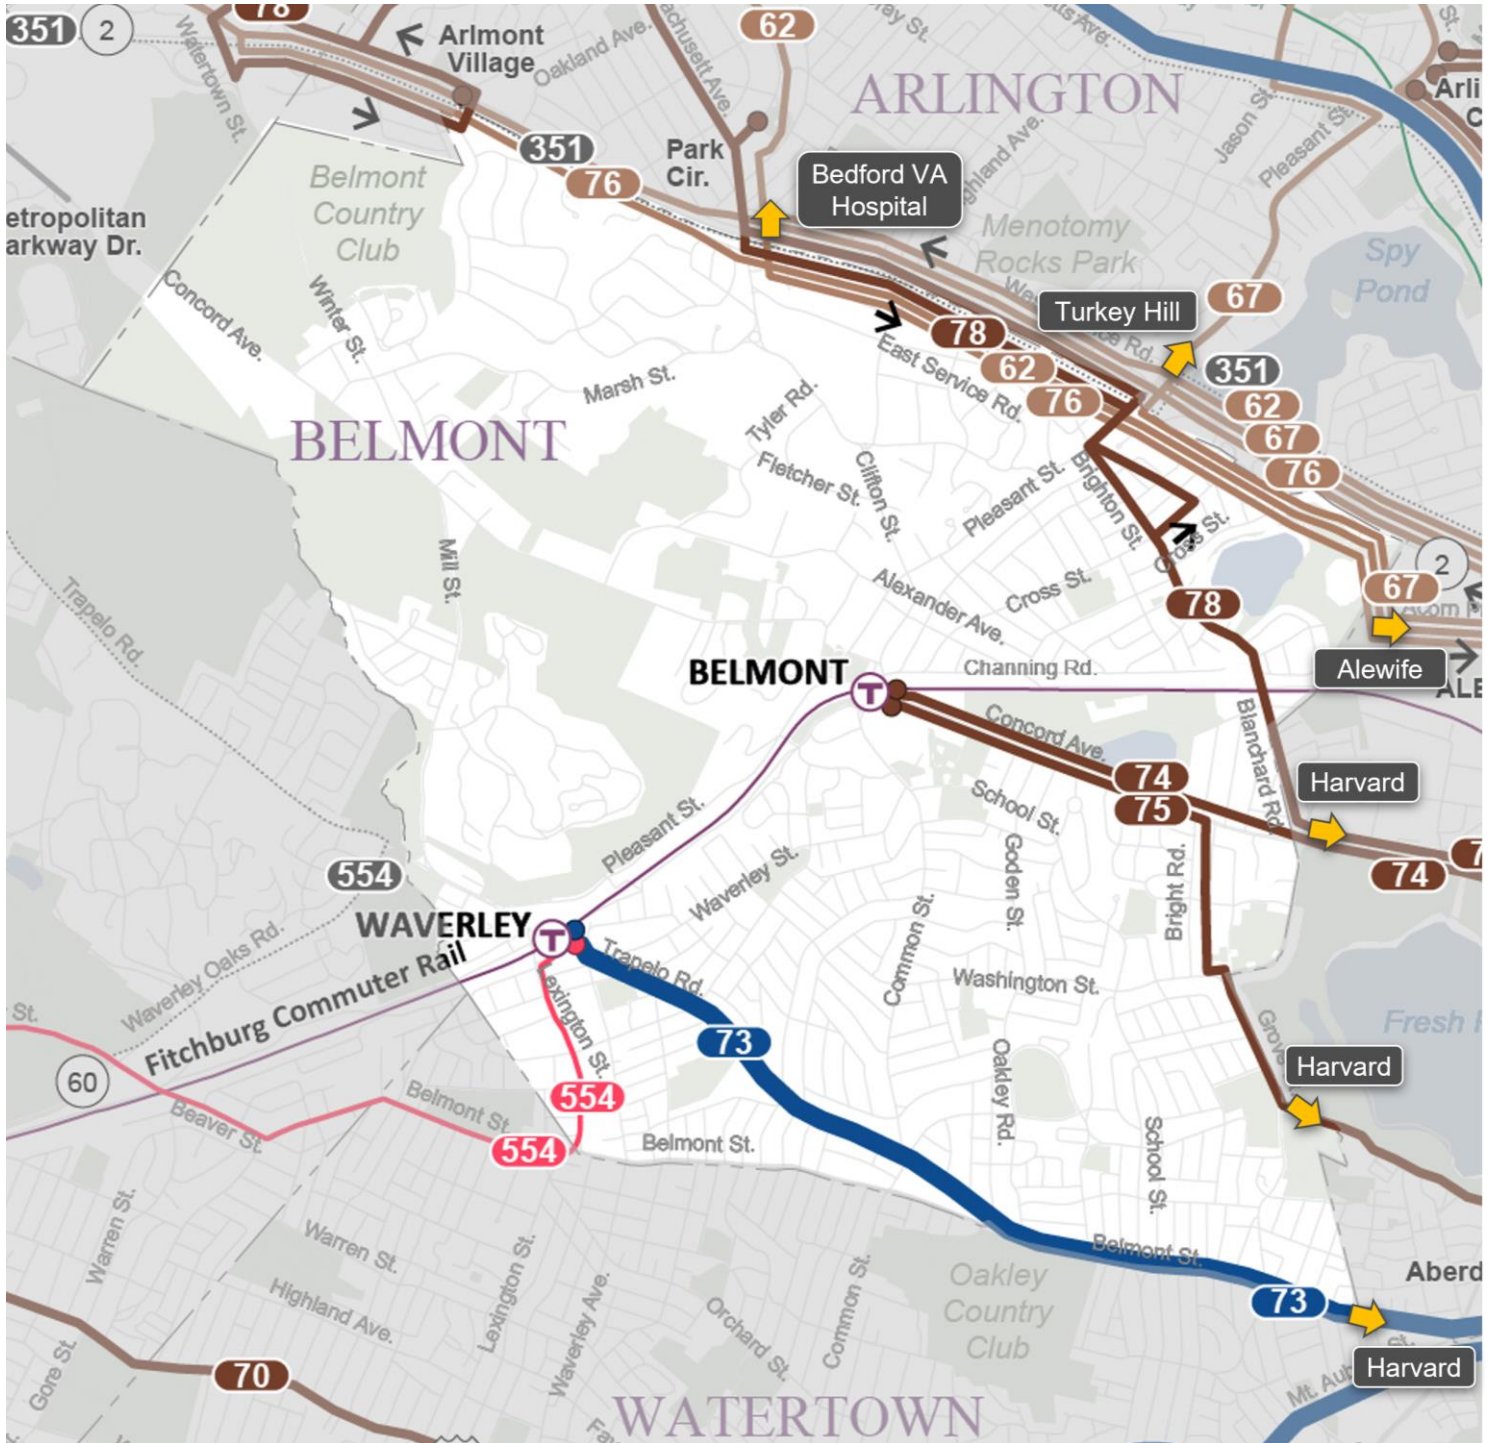 78
351
2
Arlmont
Village
Oakland Ave.
62
ARLINGTON
Watertown St.
351
76
Park
Cir.
Bedford VA
Hospital
Jason St.
Pleasant St.
Belmont
Country
Club
Menotomy
Rocks Park
Spy
Pond
Concord Ave.
Winter St.
Turkey Hill
67
78
62
76
351
62
67
76
East Service Rd.
Marsh St.
Tyler Rd.
BELMONT
Fletcher St.
Clifton St.
Pleasant St.
Brighton St.
Cross St.
Mill St.
Trapelo Rd.
Alexander Ave.
Cross St.
78
67
2
Alewife
BELMONT
Channing Rd.
T
Concord Ave.
Blanchard Rd.
74
75
Harvard
74
School St.
Goden St.
Bright Rd.
Pleasant St.
Waverley St.
Common St.
554
WAVERLEY
T
Trapelo Rd.
Washington St.
Waverley Oaks Rd.
Fitchburg Commuter Rail
Lexington St.
73
Oakley Rd.
Harvard
60
Beaver St.
Belmont St.
554
554
Belmont St.
School St.
Warren St.
Warren St.
Highland Ave.
Lexington St.
Waverley Ave.
Orchard St.
Common St.
Oakley
Country
Club
Belmont St.
73
Harvard
Gore St.
70
WATERTOWN